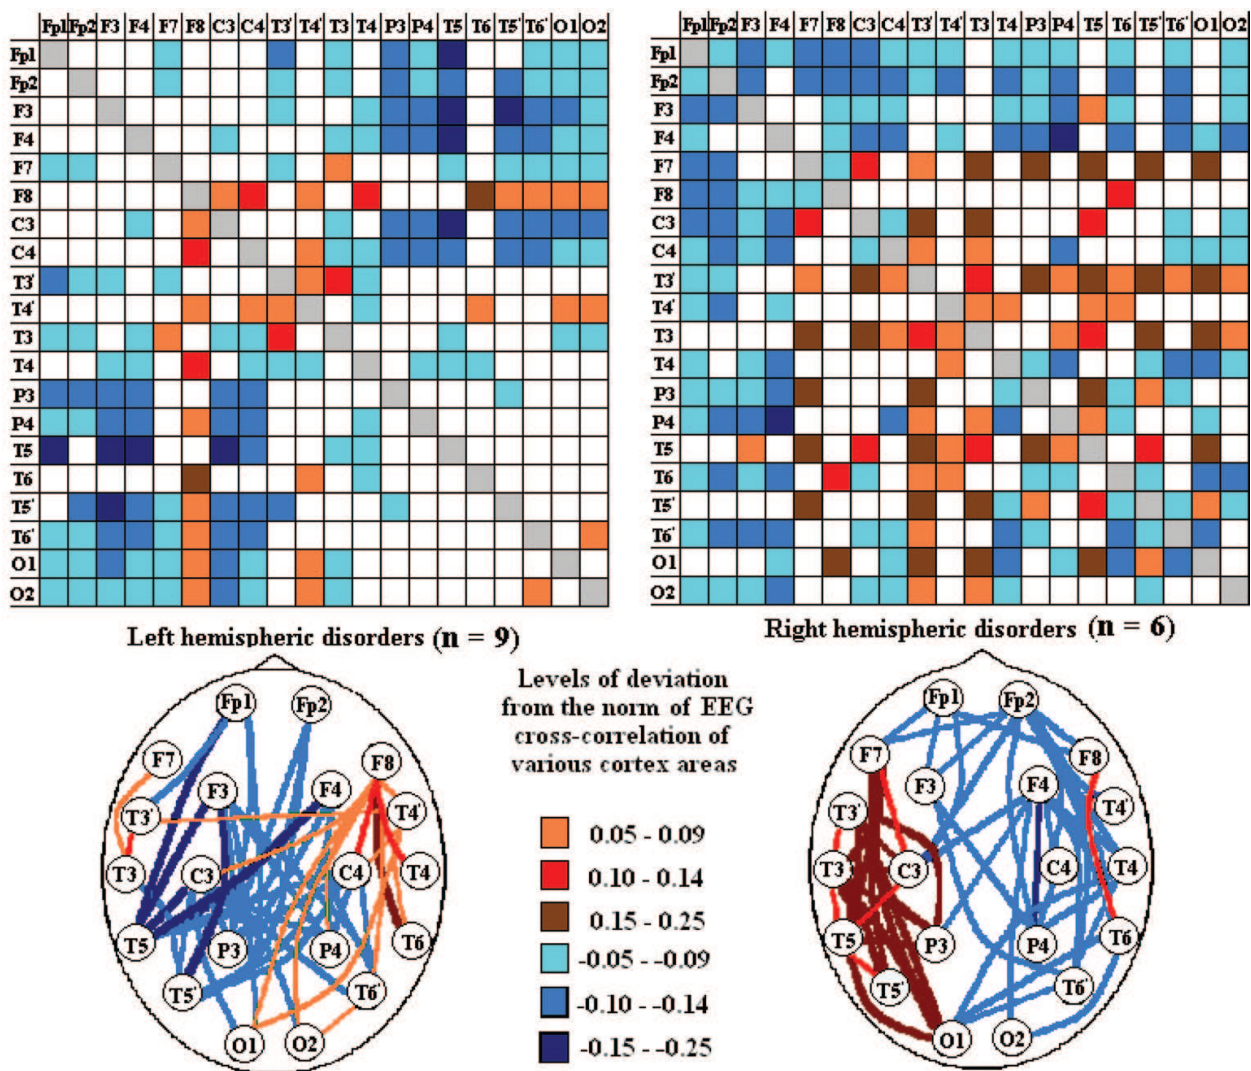 Fp1 Fp2 F3 F4 F7 F8 C3 C4 T3' T4' T3 T4 P3 P4 T5 T6 T5' T6' O1 O2
Fp1
Fp2
F3
F4
F7
F8
C3
C4
T3'
T4'
T3
T4
P3
P4
T5
T6
T5'
T6'
O1
O2
Fp1 Fp2 F3 F4 F7 F8 C3 C4 T3' T4' T3 T4 P3 P4 T5 T6 T5' T6' O1 O2
Fp1
Fp2
F3
F4
F7
F8
C3
C4
T3'
T4'
T3
T4
P3
P4
T5
T6
T5'
T6'
O1
O2
Left hemispheric disorders (n = 9)
Right hemispheric disorders (n = 6)
Fp1 Fp2
F7 F8
F3 F4
T3' T4'
T3 C3 C4 T4
T5 P3 P4 T6
T5' T6'
O1 O2
Levels of deviation
from the norm of EEG
cross-correlation of
various cortex areas
0.05 - 0.09
0.10 - 0.14
0.15 - 0.25
-0.05 - -0.09
-0.10 - -0.14
-0.15 - -0.25
Fp1 Fp2
F7 F8
F3 F4
T3' T4'
T3 C3 C4 T4
T5 P3 P4 T6
T5' T6'
O1 O2